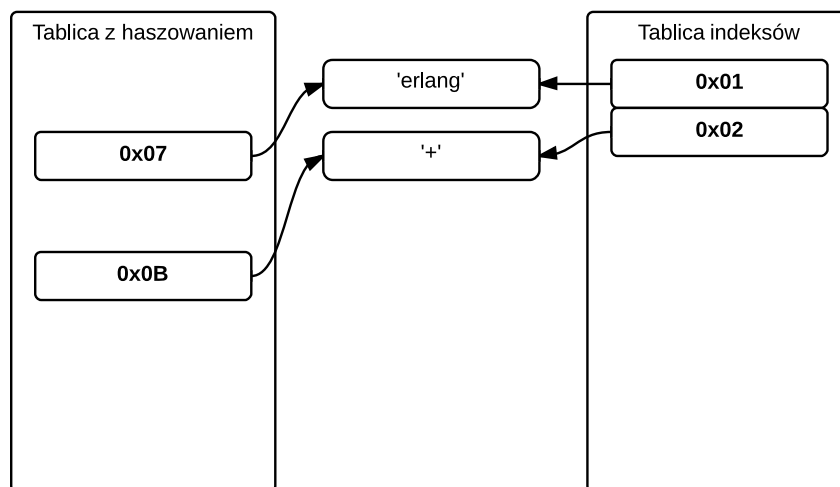 Tablica z haszowaniem
Tablica indeksów
'erlang'
0x01
0x02
0x07
'+'
0x0B